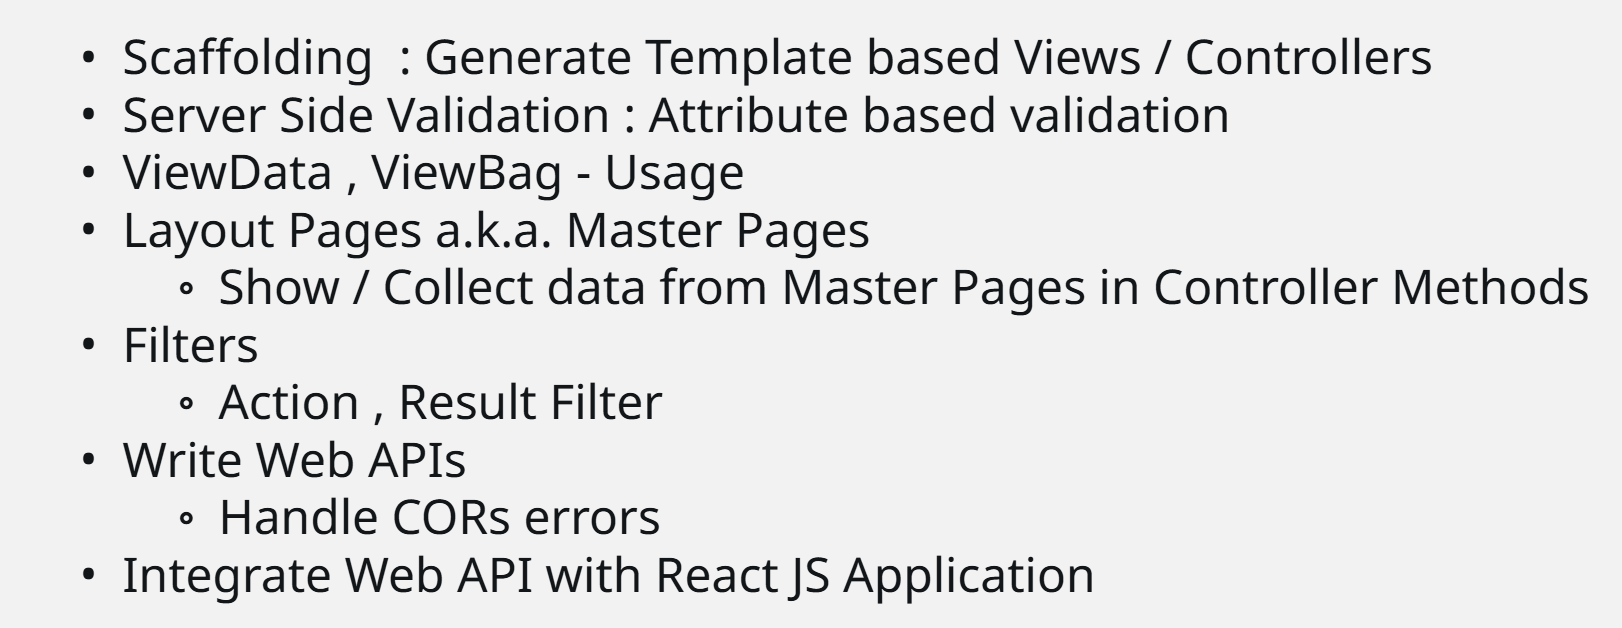 • Scaffolding  : Generate Template based Views / Controllers
• Server Side Validation : Attribute based validation
• ViewData , ViewBag - Usage
• Layout Pages a.k.a. Master Pages
∘ Show / Collect data from Master Pages in Controller Methods
• Filters
∘ Action , Result Filter
• Write Web APIs
∘ Handle CORs errors
• Integrate Web API with React JS Application